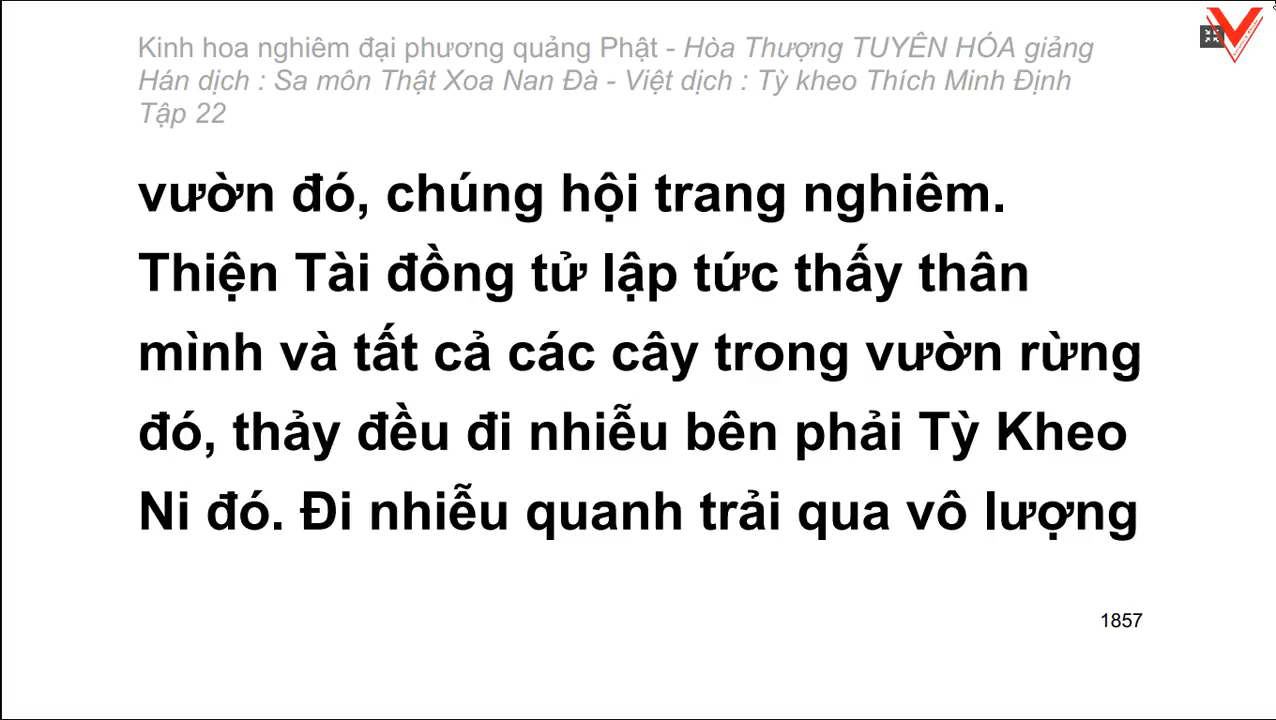 Kinh hoa nghiêm đại phương quảng Phật - Hòa Thượng TUYÊN HÓA giảng
Hán dịch : Sa môn Thật Xoa Nan Đà - Việt dịch : Tỳ kheo Thích Minh Định
Tập 22
vườn đó, chúng hội trang nghiêm.
Thiện Tài đồng tử lập tức thấy thân
mình và tất cả các cây trong vườn rừng
đó, thảy đều đi nhiễu bên phải Tỳ Kheo
Ni đó. Đi nhiễu quanh trải qua vô lượng
1857